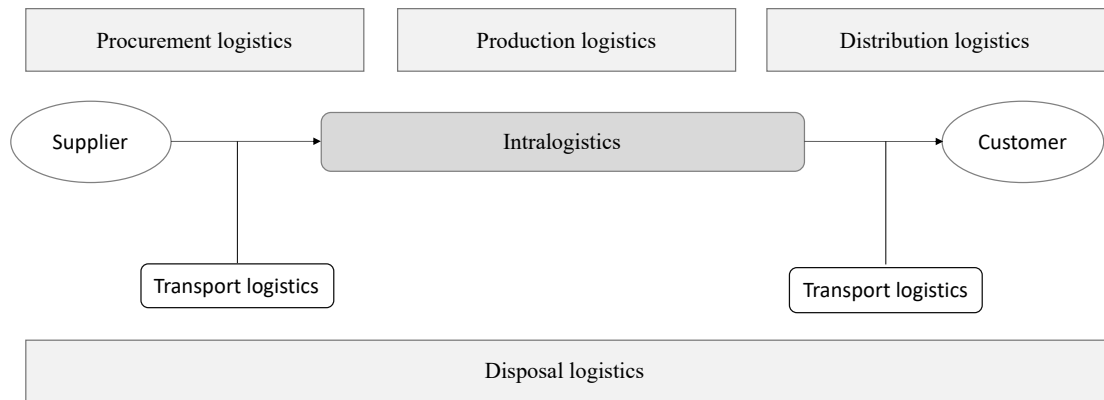 Procurement logistics
Production logistics
Distribution logistics
Supplier
Intralogistics
Customer
Transport logistics
Transport logistics
Disposal logistics